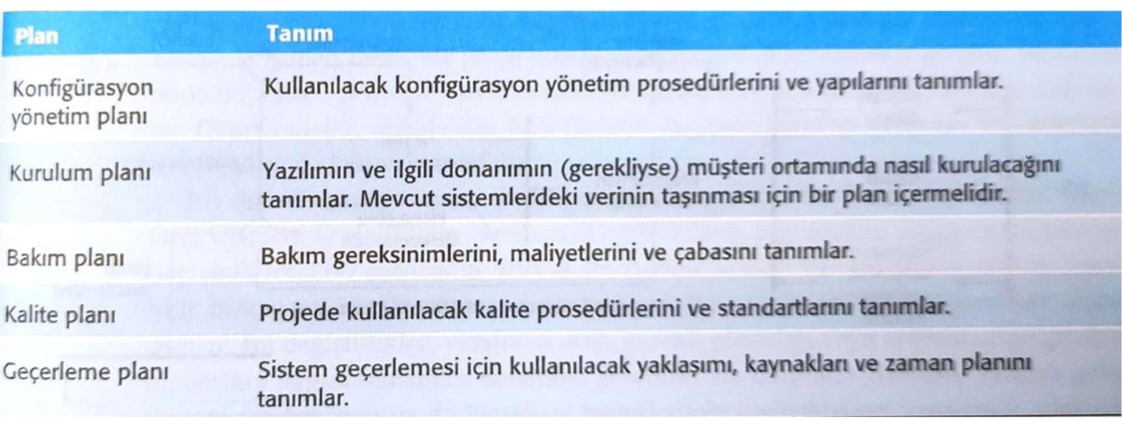 Plan Tanım
Konfigürasyon Kullanılacak konfigürasyon yönetim prosedürlerini ve yapılarını tanımlar.
yönetim planı
Kurulum planı Yazılımın ve ilgili donanımın (gerekliyse) müşteri ortamında nasıl kurulacağını
tanımlar. Mevcut sistemlerdeki verinin taşınması için bir plan içermelidir.
Bakım planı Bakım gereksinimlerini, maliyetlerini ve çabasını tanımlar.
Kalite planı Projede kullanılacak kalite prosedürlerini ve standartlarını tanımlar.
Geçerleme planı Sistem geçerlemesi için kullanılacak yaklaşımı, kaynakları ve zaman planını
tanımlar.